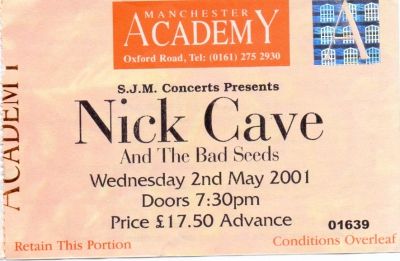 MANCHESTER
ACADEMY
Oxford Road, Tel: (0161) 275 2930
A
ACADEMY
S.J.M. Concerts Presents
Nick Cave
And The Bad Seeds
Wednesday 2nd May 2001
Doors 7:30pm
Price £17.50 Advance
01639
Retain This Portion
Conditions Overleaf